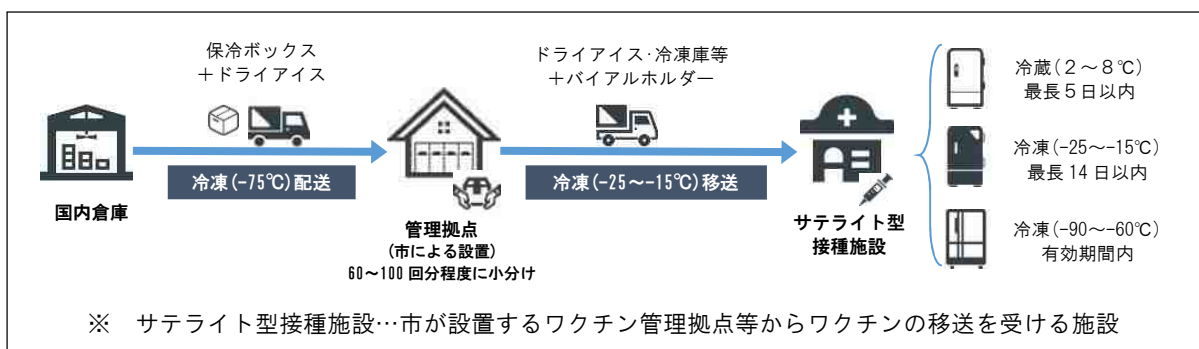 保冷ボックス
＋ドライアイス
冷凍(-75℃)配送
国内倉庫
管理拠点
(市による設置)
60～100 回分程度に小分け
ドライアイス･冷凍庫等
＋バイアルホルダー
冷凍(-25～-15℃)移送
サテライト型
接種施設
冷蔵(２～８℃)
最長５日以内
冷凍(-25～-15℃)
最長 14 日以内
冷凍(-90～-60℃)
有効期間内
※　サテライト型接種施設…市が設置するワクチン管理拠点等からワクチンの移送を受ける施設